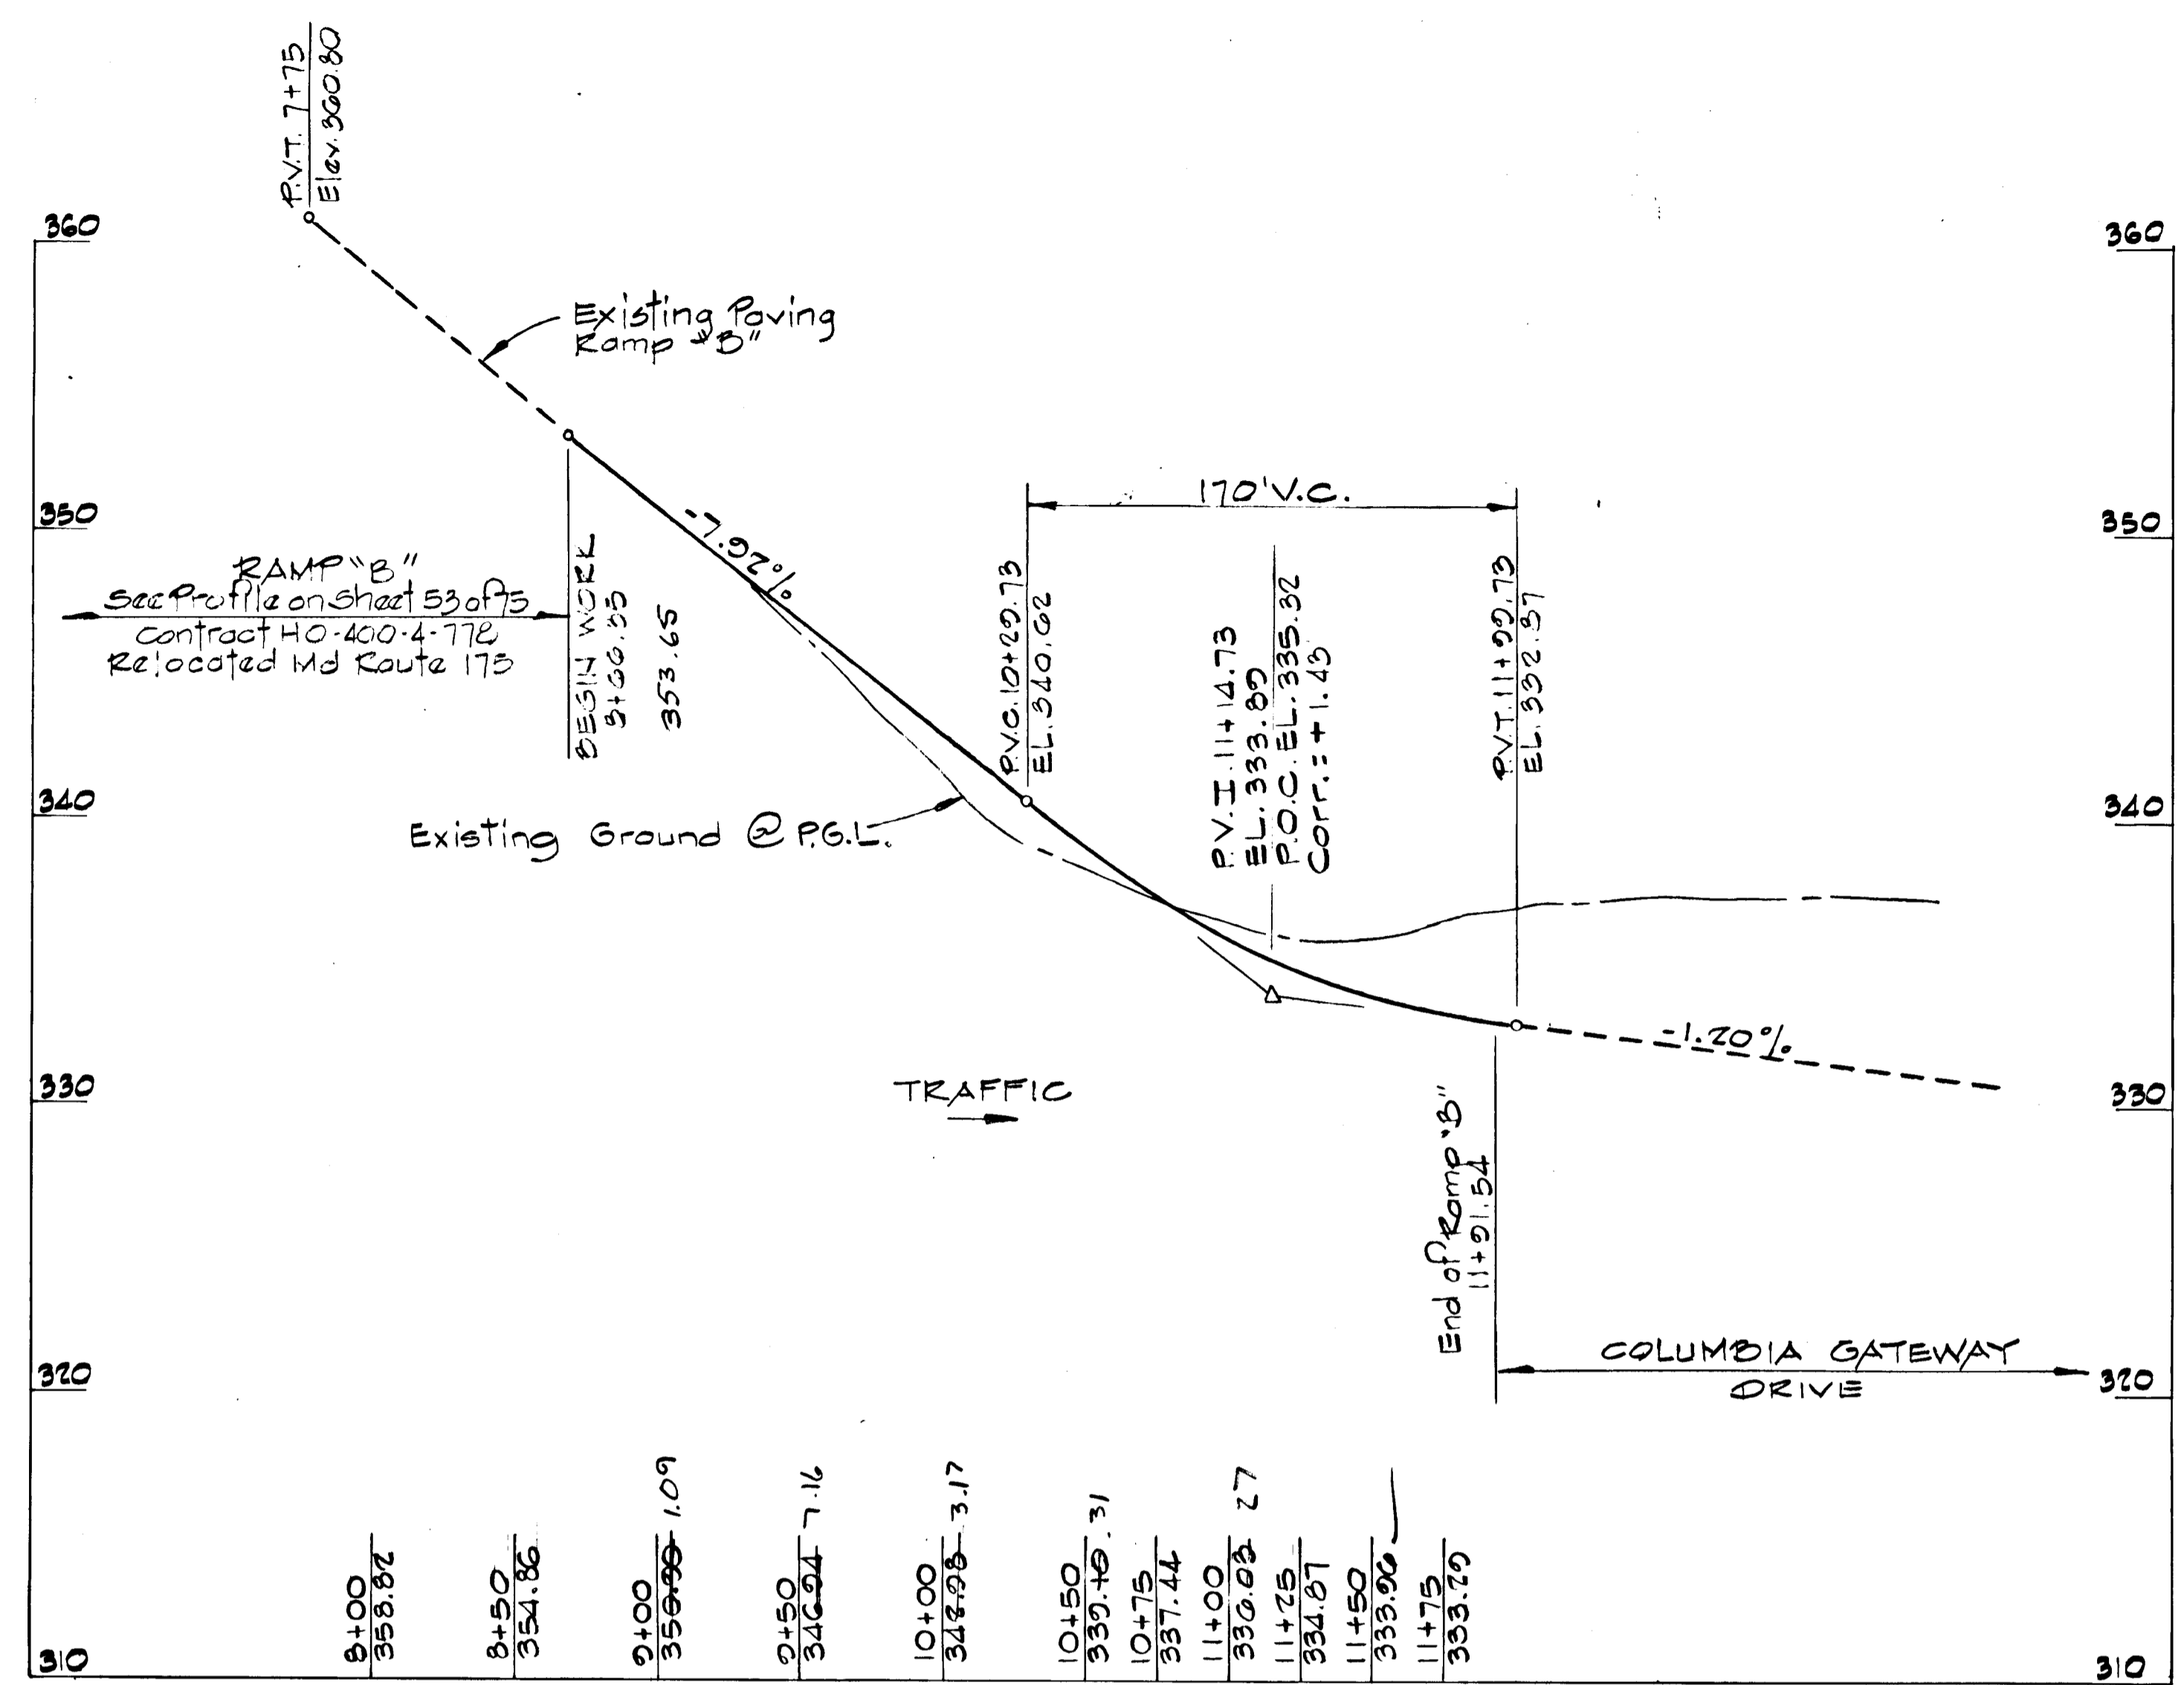 P.V.T. 7+75
Elev. 360.80
360
360
Existing Paving
Ramp "B"
350
350
-7.92%
170' V.C.
RAMP "B"
See Profile on Sheet 53 of 75
Contract HO-400-4-772
Relocated Md Route 175
BEGIN WORK
353.65
P.V.C. 10+29.73
EL. 340.62
P.V.I. 11+14.73
EL. 333.89
P.O.C. EL. 335.32
Corr. = +1.43
P.V.T. 11+99.73
EL. 332.87
340
340
Existing Ground @ P.G.L.
330
330
-1.20%
TRAFFIC
End of Ramp "B"
11+91.54
320
320
COLUMBIA GATEWAY
DRIVE
8+00
358.82
8+50
354.86
9+00
1.09
9+50
7.16
10+00
3.17
10+50
.31
10+75
337.44
11+00
27
11+25
334.87
11+50
333.96
11+75
333.29
310
310